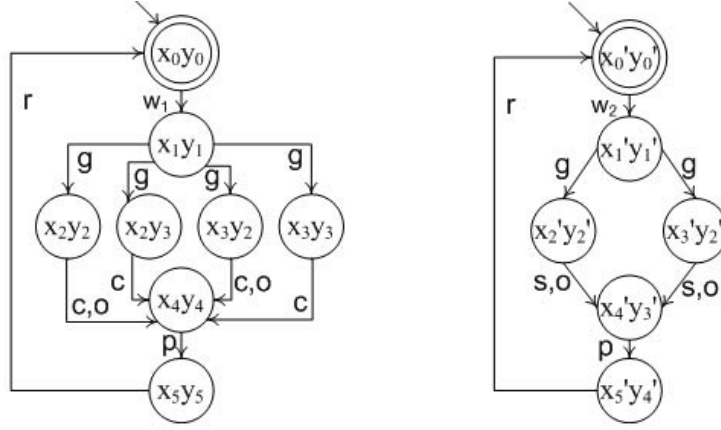 x₀y₀
w₁
r
x₁y₁
g g g g
x₂y₂ x₂y₃ x₃y₂ x₃y₃
c,o c c,o c
x₄y₄
p
x₅y₅
x₀'y₀'
w₂
r
x₁'y₁'
g g
x₂'y₂' x₃'y₂'
s,o s,o
x₄'y₃'
p
x₅'y₄'